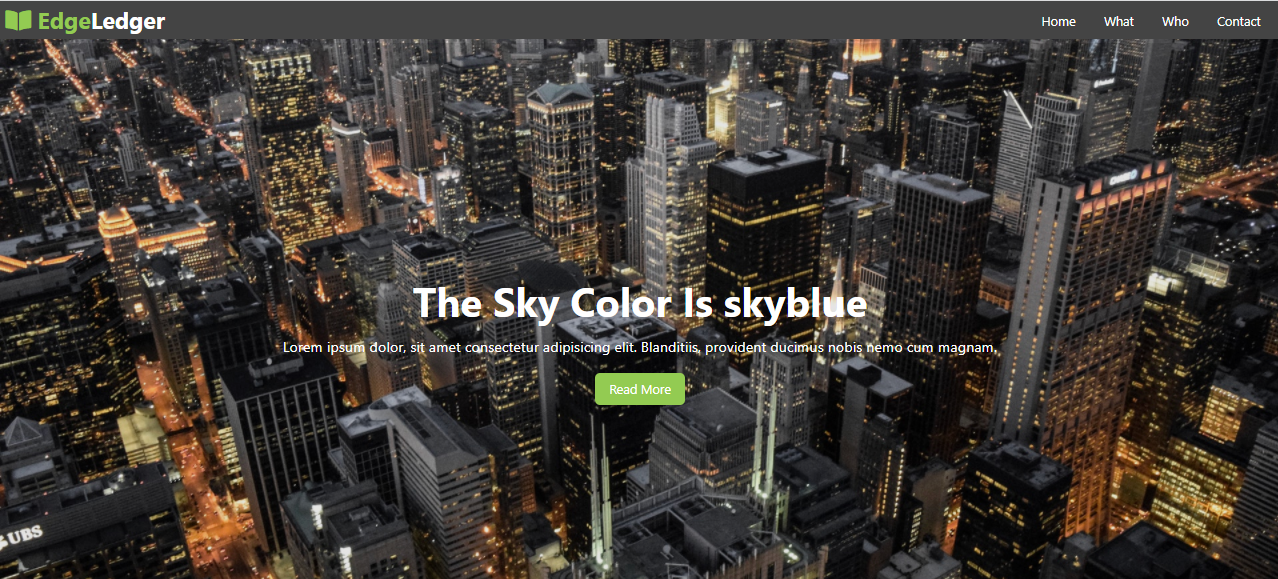 EdgeLedger
Home What Who Contact
The Sky Color Is skyblue
Lorem ipsum dolor, sit amet consectetur adipisicing elit. Blanditiis, provident ducimus nobis nemo cum magnam.
Read More
UBS